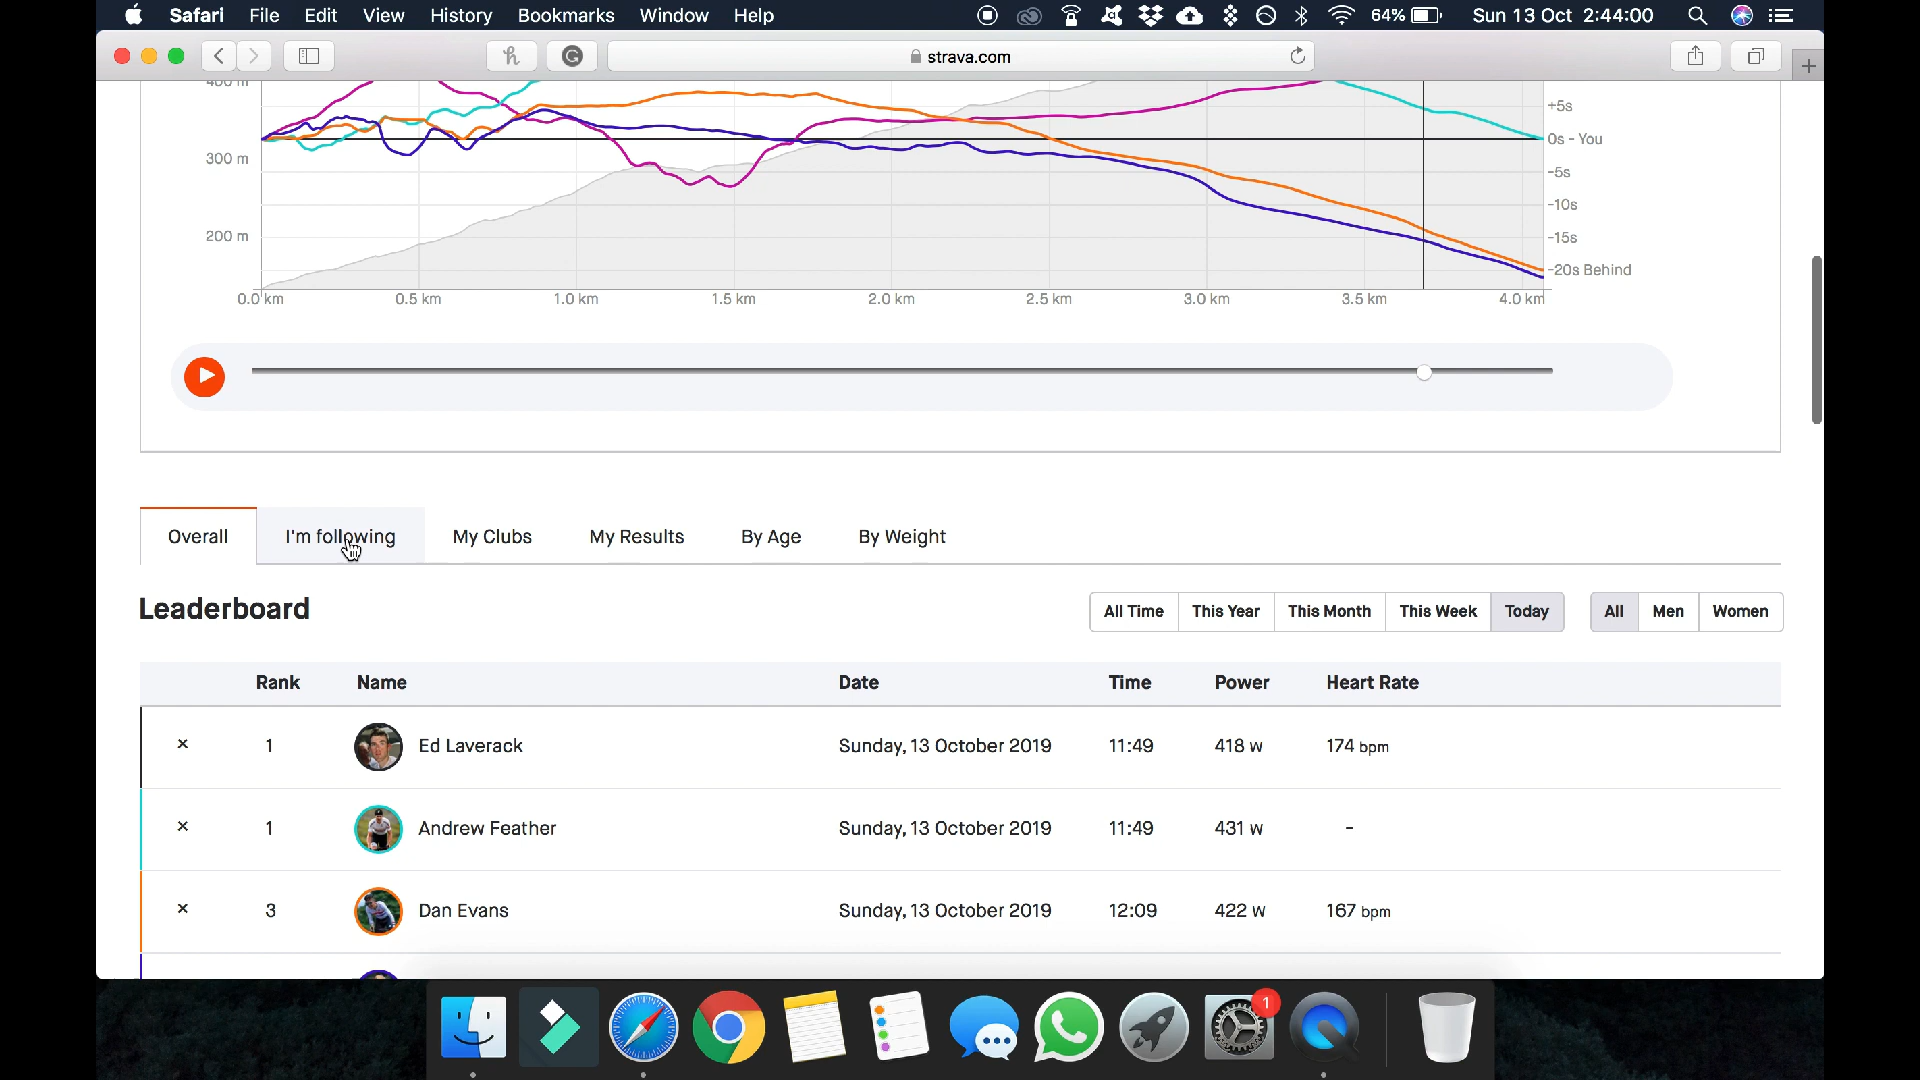 Safari File Edit View History Bookmarks Window Help 64% Sun 13 Oct 2:44:00
strava.com
400 m
+5s
0s - You
300 m
-5s
-10s
200 m
-15s
-20s Behind
0.0 km 0.5 km 1.0 km 1.5 km 2.0 km 2.5 km 3.0 km 3.5 km 4.0 km
Overall I'm following My Clubs My Results By Age By Weight
Leaderboard All Time This Year This Month This Week Today All Men Women
Rank Name Date Time Power Heart Rate
1 Ed Laverack Sunday, 13 October 2019 11:49 418 W 174 bpm
1 Andrew Feather Sunday, 13 October 2019 11:49 431 W -
3 Dan Evans Sunday, 13 October 2019 12:09 422 W 167 bpm
1